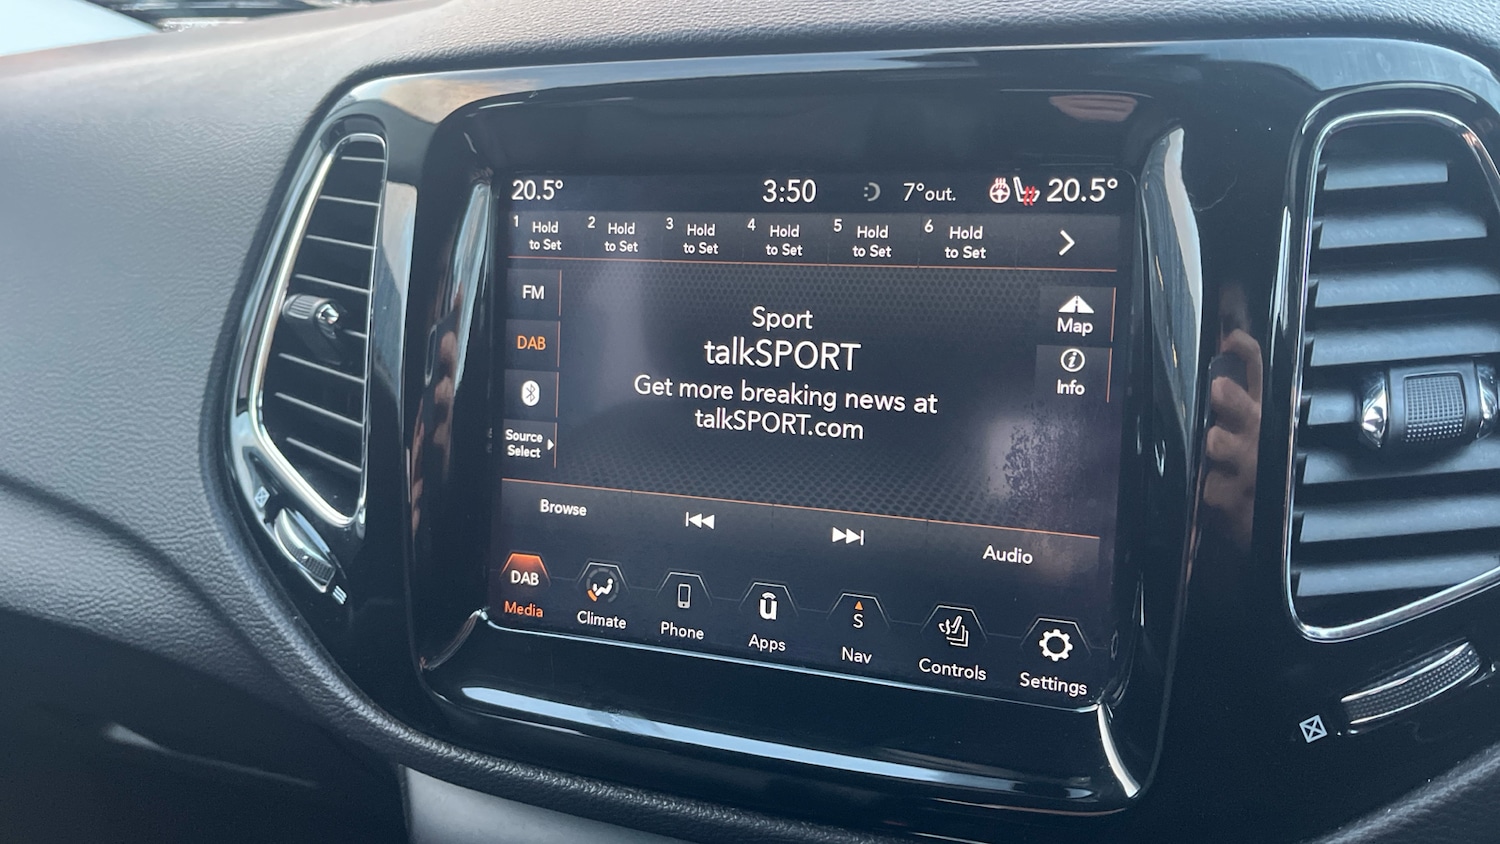 20.5° 3:50 7°out. 20.5°
1 Hold to Set
2 Hold to Set
3 Hold to Set
4 Hold to Set
5 Hold to Set
6 Hold to Set
FM
DAB
Source
Select
Sport
talkSPORT
Get more breaking news at
talkSPORT.com
Map
Info
Browse
Audio
DAB
Media
Climate
Phone
Apps
S
Nav
Controls
Settings